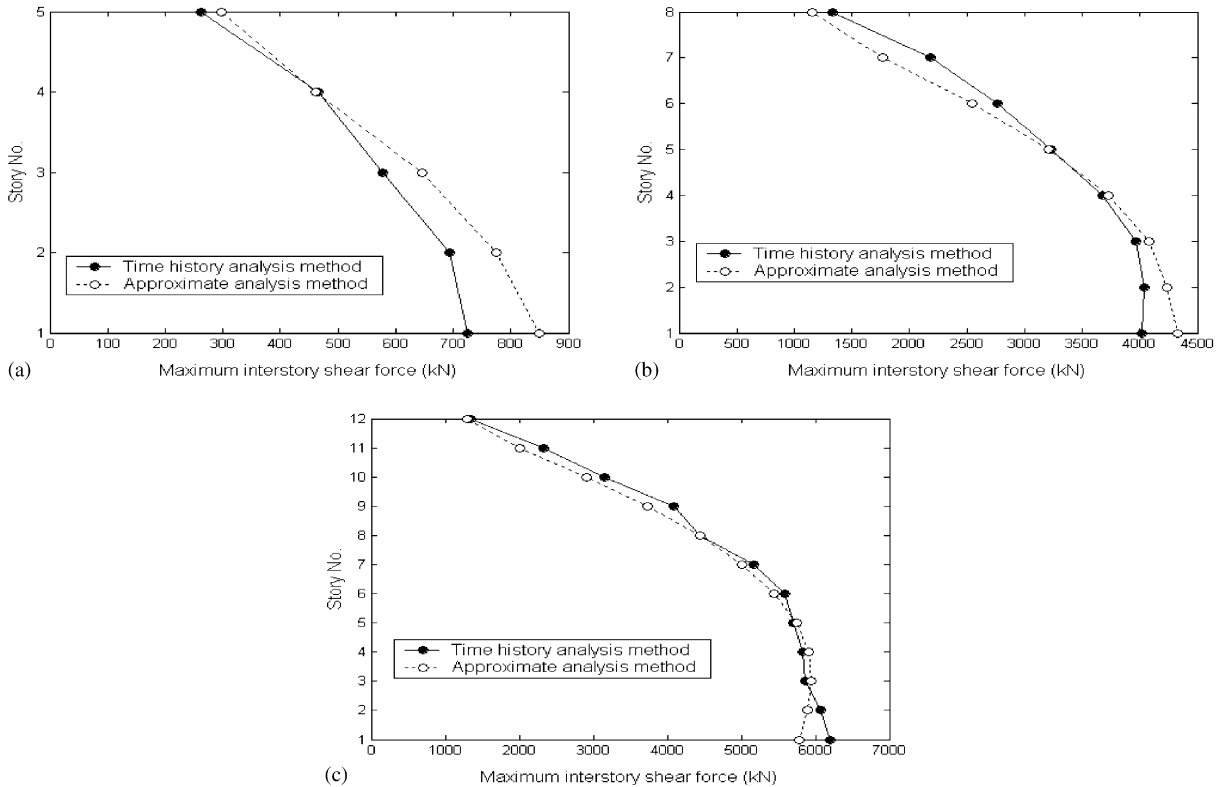 5
4
3
2
1
Story No.
Time history analysis method
Approximate analysis method
0 100 200 300 400 500 600 700 800 900
(a) Maximum interstory shear force (kN)
8
7
6
5
4
3
2
1
Story No.
Time history analysis method
Approximate analysis method
0 500 1000 1500 2000 2500 3000 3500 4000 4500
(b) Maximum interstory shear force (kN)
12
11
10
9
8
7
6
5
4
3
2
1
Story No.
Time history analysis method
Approximate analysis method
0 1000 2000 3000 4000 5000 6000 7000
(c) Maximum interstory shear force (kN)